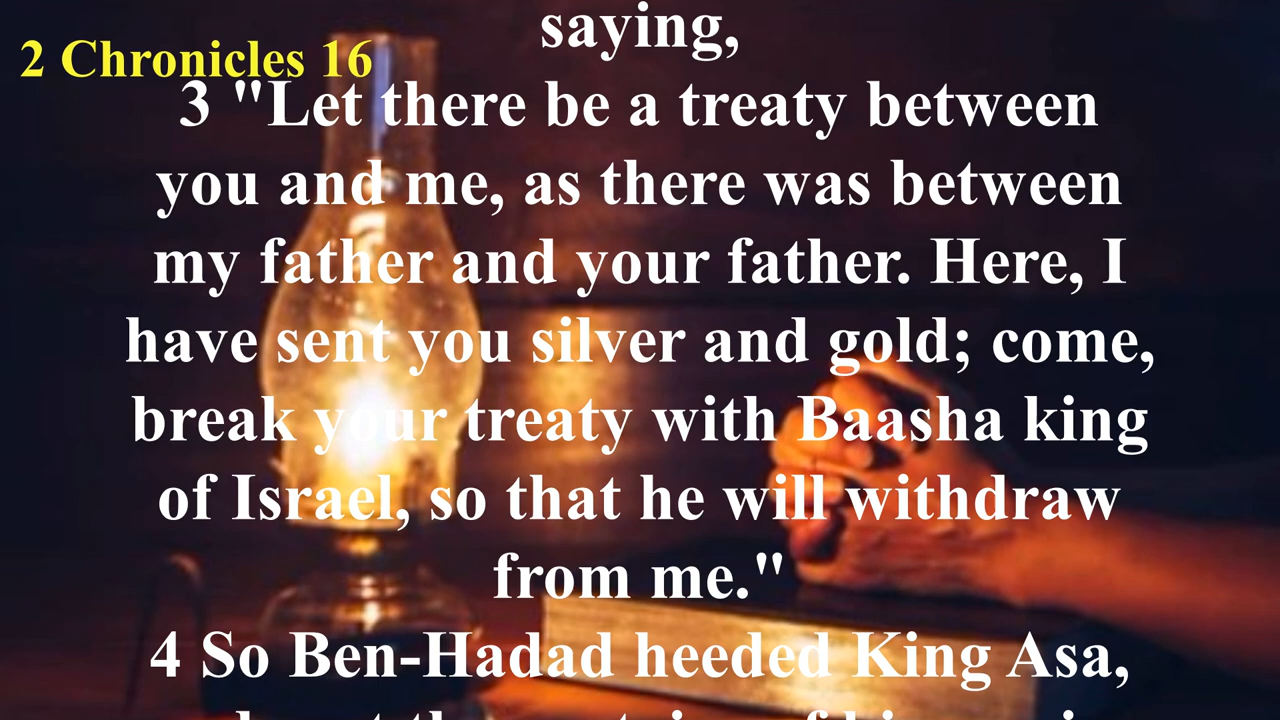 saying,
2 Chronicles 16
3 "Let there be a treaty between
you and me, as there was between
my father and your father. Here, I
have sent you silver and gold; come,
break your treaty with Baasha king
of Israel, so that he will withdraw
from me."
4 So Ben-Hadad heeded King Asa,